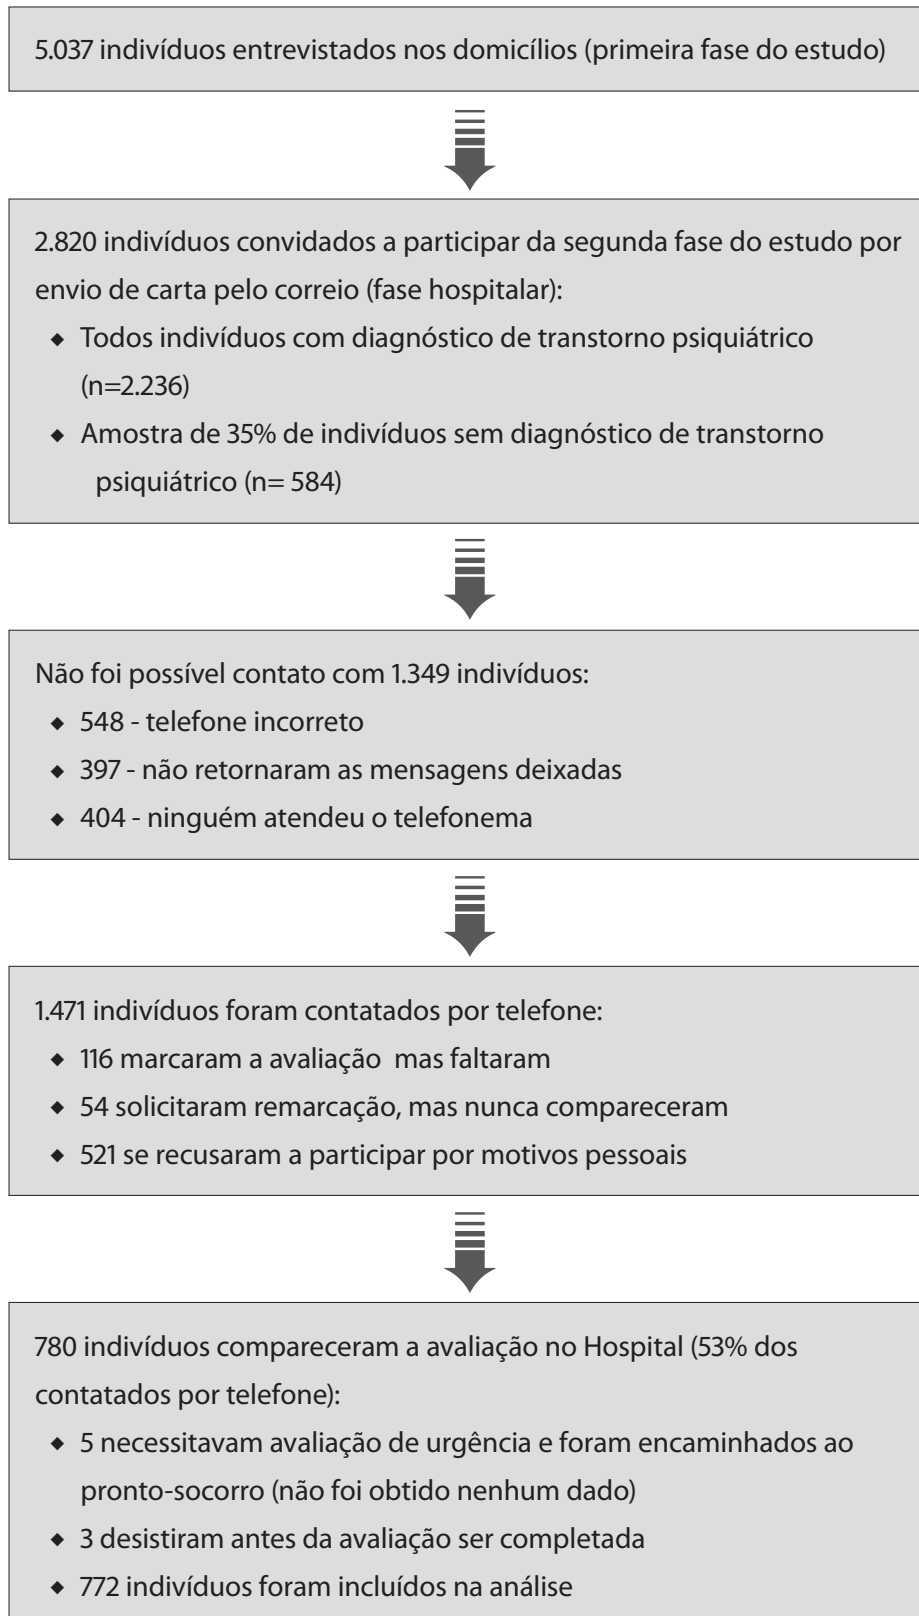 5.037 indivíduos entrevistados nos domicílios (primeira fase do estudo)
2.820 indivíduos convidados a participar da segunda fase do estudo por
envio de carta pelo correio (fase hospitalar):
◆ Todos indivíduos com diagnóstico de transtorno psiquiátrico
(n=2.236)
◆ Amostra de 35% de indivíduos sem diagnóstico de transtorno
psiquiátrico (n= 584)
Não foi possível contato com 1.349 indivíduos:
◆ 548 - telefone incorreto
◆ 397 - não retornaram as mensagens deixadas
◆ 404 - ninguém atendeu o telefonema
1.471 indivíduos foram contatados por telefone:
◆ 116 marcaram a avaliação  mas faltaram
◆ 54 solicitaram remarcação, mas nunca compareceram
◆ 521 se recusaram a participar por motivos pessoais
780 indivíduos compareceram a avaliação no Hospital (53% dos
contatados por telefone):
◆ 5 necessitavam avaliação de urgência e foram encaminhados ao
pronto-socorro (não foi obtido nenhum dado)
◆ 3 desistiram antes da avaliação ser completada
◆ 772 indivíduos foram incluídos na análise